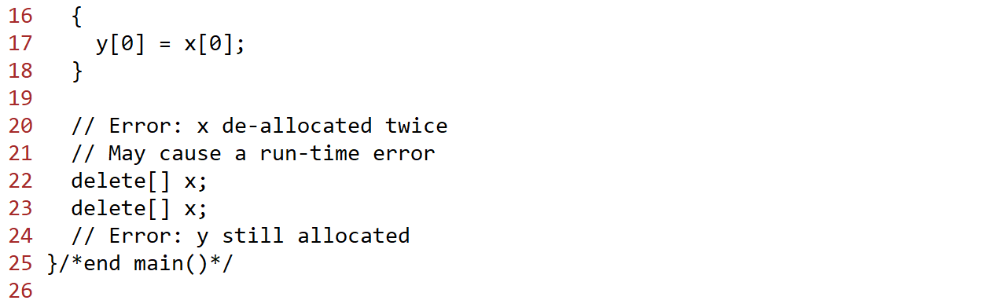 16   {
17     y[0] = x[0];
18   }
19
20   // Error: x de-allocated twice
21   // May cause a run-time error
22   delete[] x;
23   delete[] x;
24   // Error: y still allocated
25 }/*end main()*/
26